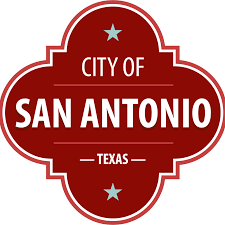 CITY OF
SAN ANTONIO
— TEXAS —